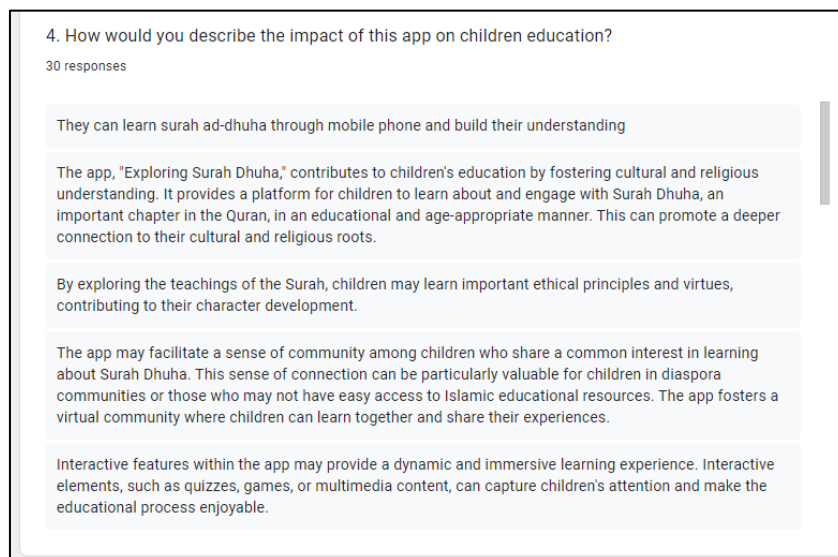 4. How would you describe the impact of this app on children education?
30 responses
They can learn surah ad-dhuha through mobile phone and build their understanding
The app, "Exploring Surah Dhuha," contributes to children's education by fostering cultural and religious
understanding. It provides a platform for children to learn about and engage with Surah Dhuha, an
important chapter in the Quran, in an educational and age-appropriate manner. This can promote a deeper
connection to their cultural and religious roots.
By exploring the teachings of the Surah, children may learn important ethical principles and virtues,
contributing to their character development.
The app may facilitate a sense of community among children who share a common interest in learning
about Surah Dhuha. This sense of connection can be particularly valuable for children in diaspora
communities or those who may not have easy access to Islamic educational resources. The app fosters a
virtual community where children can learn together and share their experiences.
Interactive features within the app may provide a dynamic and immersive learning experience. Interactive
elements, such as quizzes, games, or multimedia content, can capture children's attention and make the
educational process enjoyable.